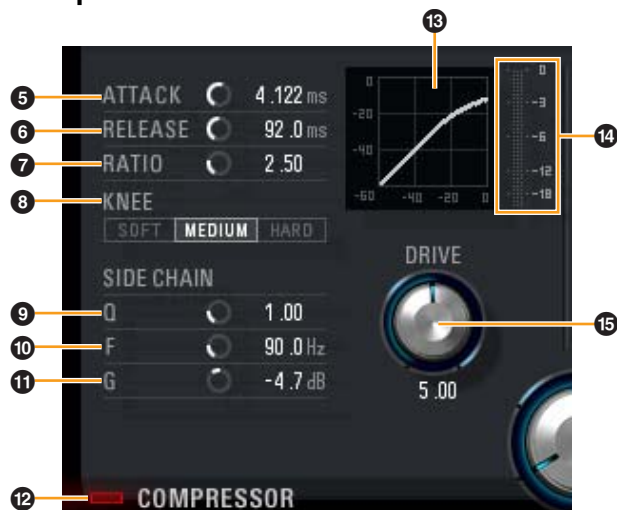 ⑬
⑤ ATTACK 4.122 ms
⑥ RELEASE 92.0 ms
⑦ RATIO 2.50
⑧ KNEE
SOFT MEDIUM HARD
0
-20
-40
-60 -40 -20 0
0
-3
-6
-12
-18
⑭
SIDE CHAIN
⑨ Q 1.00
⑩ F 90.0 Hz
⑪ G -4.7 dB
DRIVE
⑮
5.00
⑫ COMPRESSOR